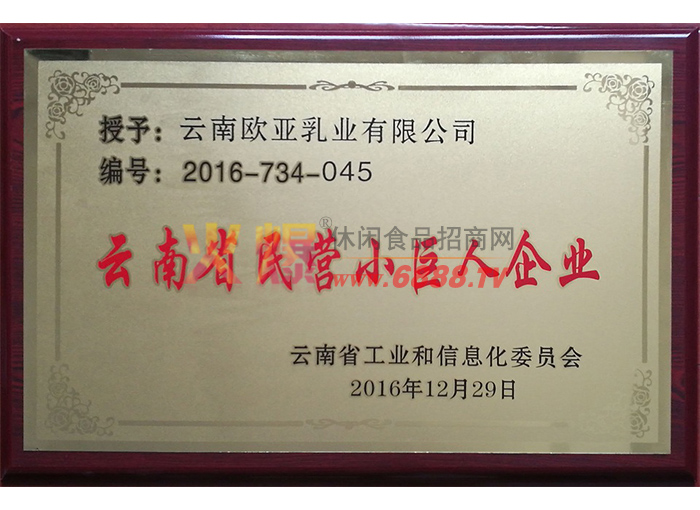 授予：云南欧亚乳业有限公司
编号：2016-734-045
火爆®休闲食品招商网
www.6888.TV
云南省民营小巨人企业
云南省工业和信息化委员会
2016年12月29日